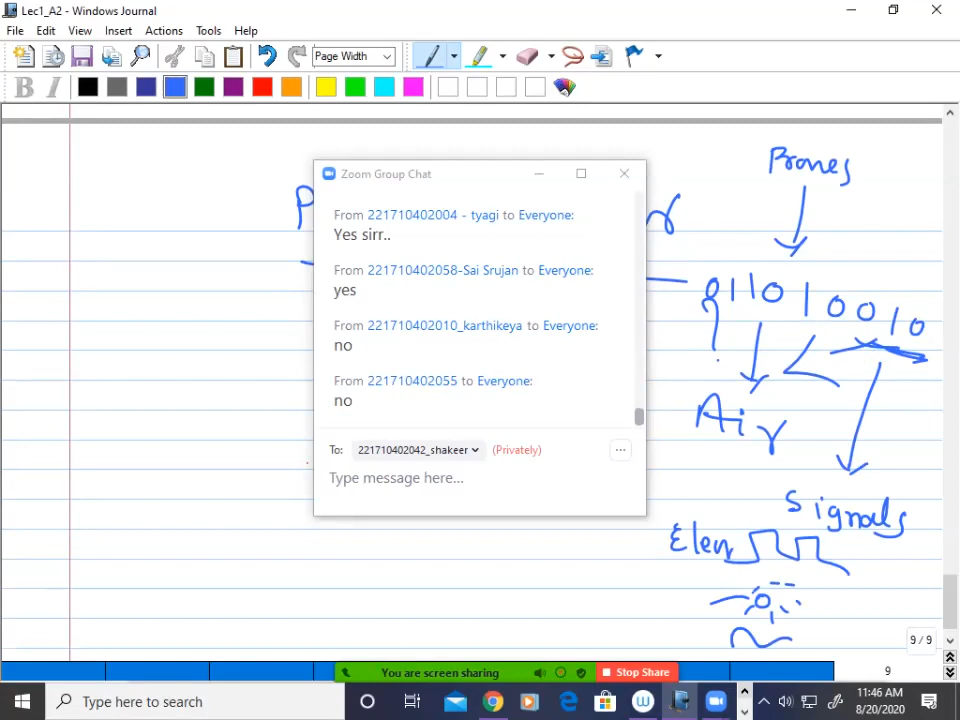 Lec1_A2 - Windows Journal
File Edit View Insert Actions Tools Help
Page Width
B I
Zoom Group Chat
From 221710402004 - tyagi to Everyone:
Yes sirr..
From 221710402058-Sai Srujan to Everyone:
yes
From 221710402010_karthikeya to Everyone:
no
From 221710402055 to Everyone:
no
To: 221710402042_shakeer (Privately)
...
Type message here...
P
r
011010010
?
Air
Signals
9 / 9
You are screen sharing
Stop Share
9
Type here to search
11:46 AM
8/20/2020